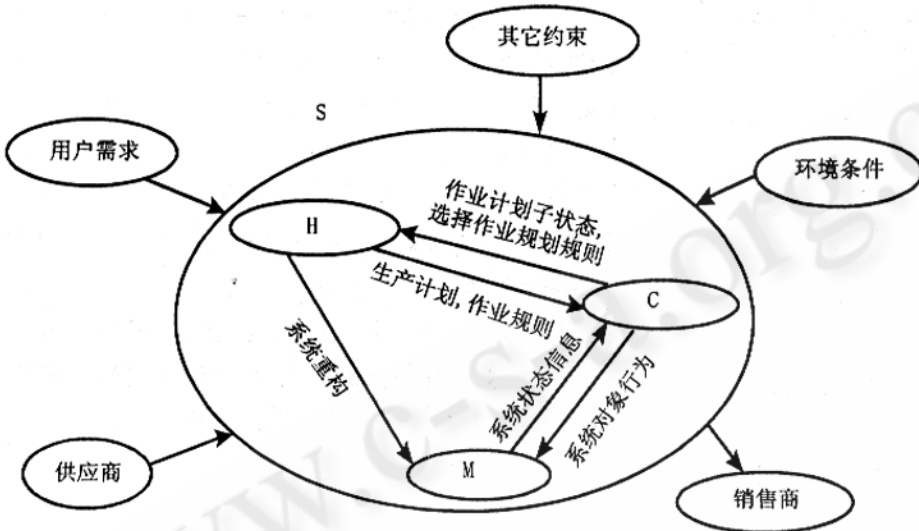 其它约束
S
用户需求
环境条件
作业计划子状态,
选择作业规划规则
H
生产计划,作业规则
C
系统重构
系统状态信息
系统对象行为
M
供应商
销售商